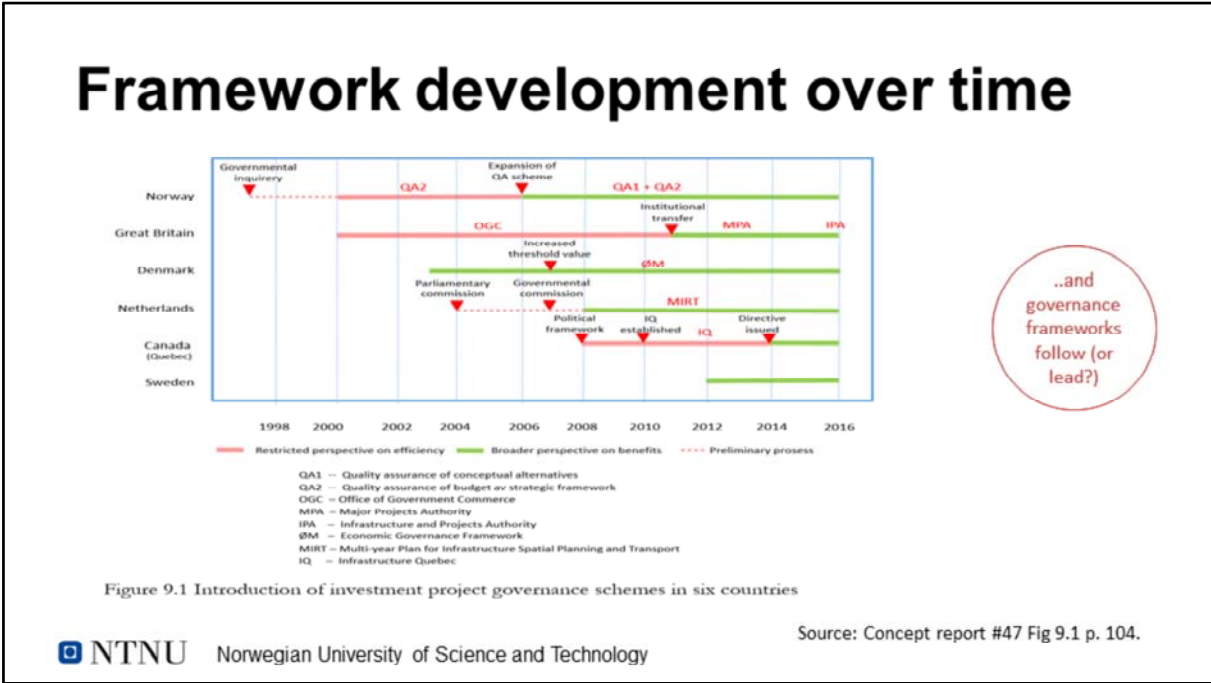 Framework development over time
Governmental
inquirery
Expansion of
QA scheme
Norway
QA2
QA1 + QA2
Institutional
transfer
Great Britain
OGC
MPA
IPA
Increased
threshold value
Denmark
ØM
Parliamentary
commission
Governmental
commission
Netherlands
MIRT
Political
framework
IQ
established
Directive
issued
Canada
(Quebec)
IQ
Sweden
1998 2000 2002 2004 2006 2008 2010 2012 2014 2016
Restricted perspective on efficiency Broader perspective on benefits Preliminary prosess
QA1 -- Quality assurance of conceptual alternatives
QA2 -- Quality assurance of budget av strategic framework
OGC – Office of Government Commerce
MPA – Major Projects Authority
IPA – Infrastructure and Projects Authority
ØM – Economic Governance Framework
MIRT – Multi-year Plan for Infrastructure Spatial Planning and Transport
IQ – Infrastructure Quebec
Figure 9.1 Introduction of investment project governance schemes in six countries
..and
governance
frameworks
follow (or
lead?)
Source: Concept report #47 Fig 9.1 p. 104.
NTNU Norwegian University of Science and Technology